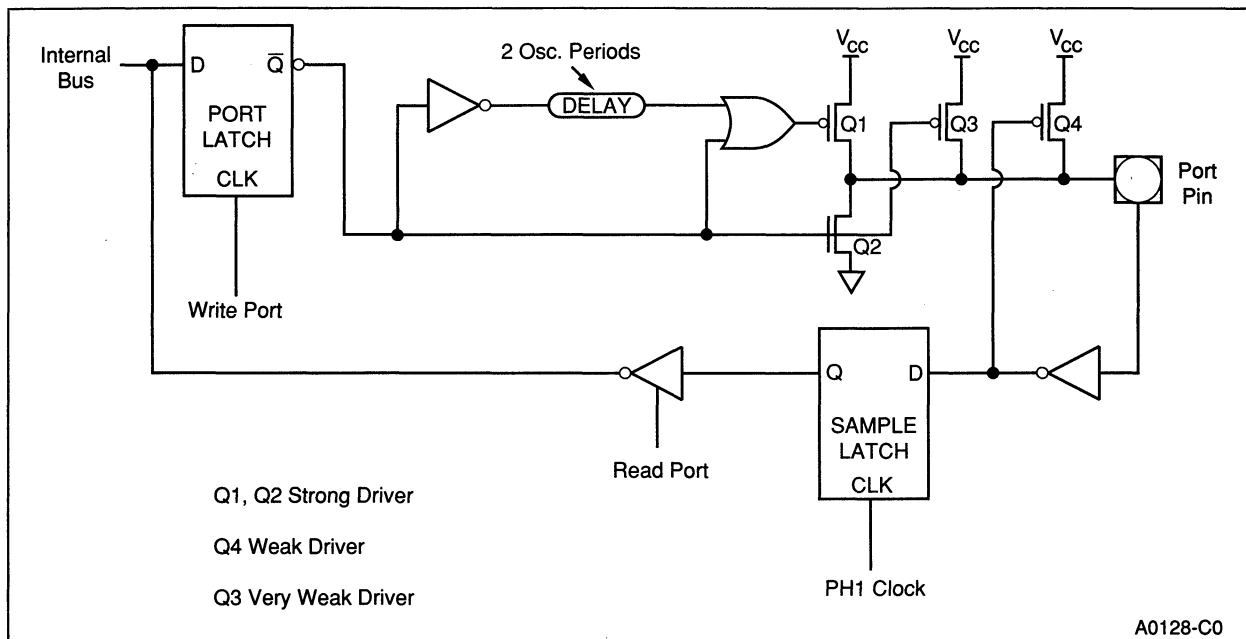 Internal
Bus
D
Q̅
PORT
LATCH
CLK
Write Port
2 Osc. Periods
DELAY
VCC
VCC
VCC
Q1
Q3
Q4
Q2
Port
Pin
Q
D
SAMPLE
LATCH
CLK
Read Port
PH1 Clock
Q1, Q2 Strong Driver
Q4 Weak Driver
Q3 Very Weak Driver
A0128-C0